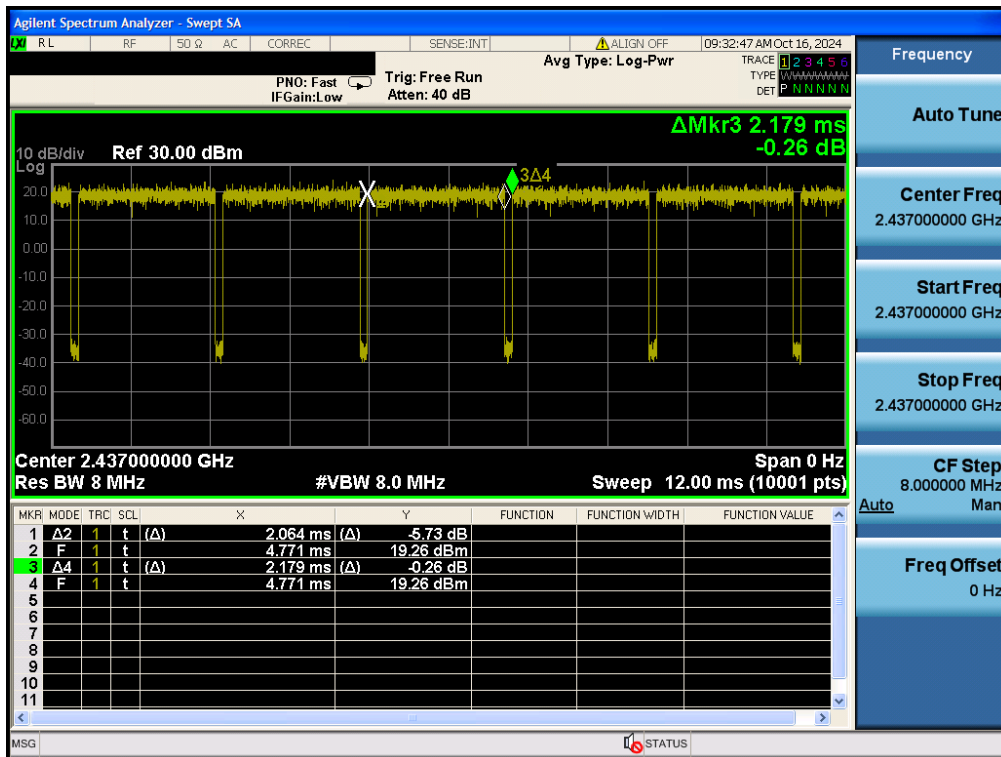 Agilent Spectrum Analyzer - Swept SA
LXI RL RF 50 Ω AC CORREC SENSE:INT ALIGN OFF 09:32:47 AM Oct 16, 2024
Avg Type: Log-Pwr TRACE 1 2 3 4 5 6
PNO: Fast Trig: Free Run TYPE WWWWWW
IFGain:Low Atten: 40 dB DET P N N N N N
Frequency
Auto Tune
Center Freq
2.437000000 GHz
Start Freq
2.437000000 GHz
Stop Freq
2.437000000 GHz
CF Step
8.000000 MHz
Auto Man
Freq Offset
0 Hz
ΔMkr3 2.179 ms
-0.26 dB
10 dB/div Ref 30.00 dBm
Log
3Δ4
20.0
10.0
0.00
-10.0
-20.0
-30.0
-40.0
-50.0
-60.0
Center 2.437000000 GHz Span 0 Hz
Res BW 8 MHz #VBW 8.0 MHz Sweep 12.00 ms (10001 pts)
MKR MODE TRC SCL X Y FUNCTION FUNCTION WIDTH FUNCTION VALUE
1 Δ2 1 t (Δ) 2.064 ms (Δ) -5.73 dB
2 F 1 t 4.771 ms 19.26 dBm
3 Δ4 1 t (Δ) 2.179 ms (Δ) -0.26 dB
4 F 1 t 4.771 ms 19.26 dBm
5
6
7
8
9
10
11
MSG STATUS